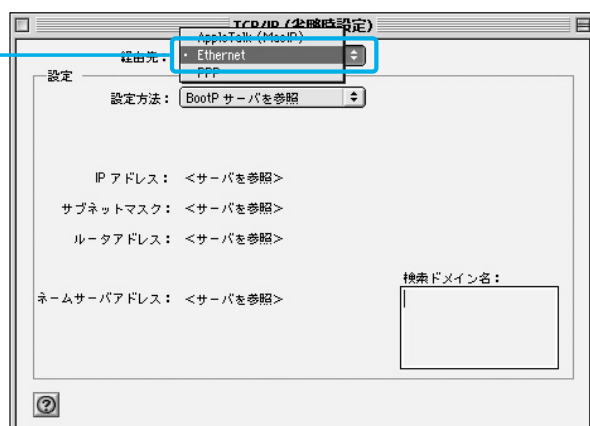 TCP/IP (省略時設定)
AppleTalk (MacIP)
経由先：
• Ethernet
PPP
設定
設定方法： BootP サーバを参照
IP アドレス： <サーバを参照>
サブネットマスク： <サーバを参照>
ルータアドレス： <サーバを参照>
検索ドメイン名：
ネームサーバアドレス： <サーバを参照>
?